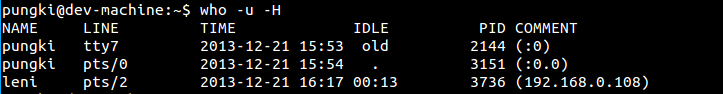 pungki@dev-machine:~$ who -u -H
NAME     LINE         TIME             IDLE          PID COMMENT
pungki   tty7         2013-12-21 15:53  old         2144 (:0)
pungki   pts/0        2013-12-21 15:54   .          3151 (:0.0)
leni     pts/2        2013-12-21 16:17 00:13        3736 (192.168.0.108)